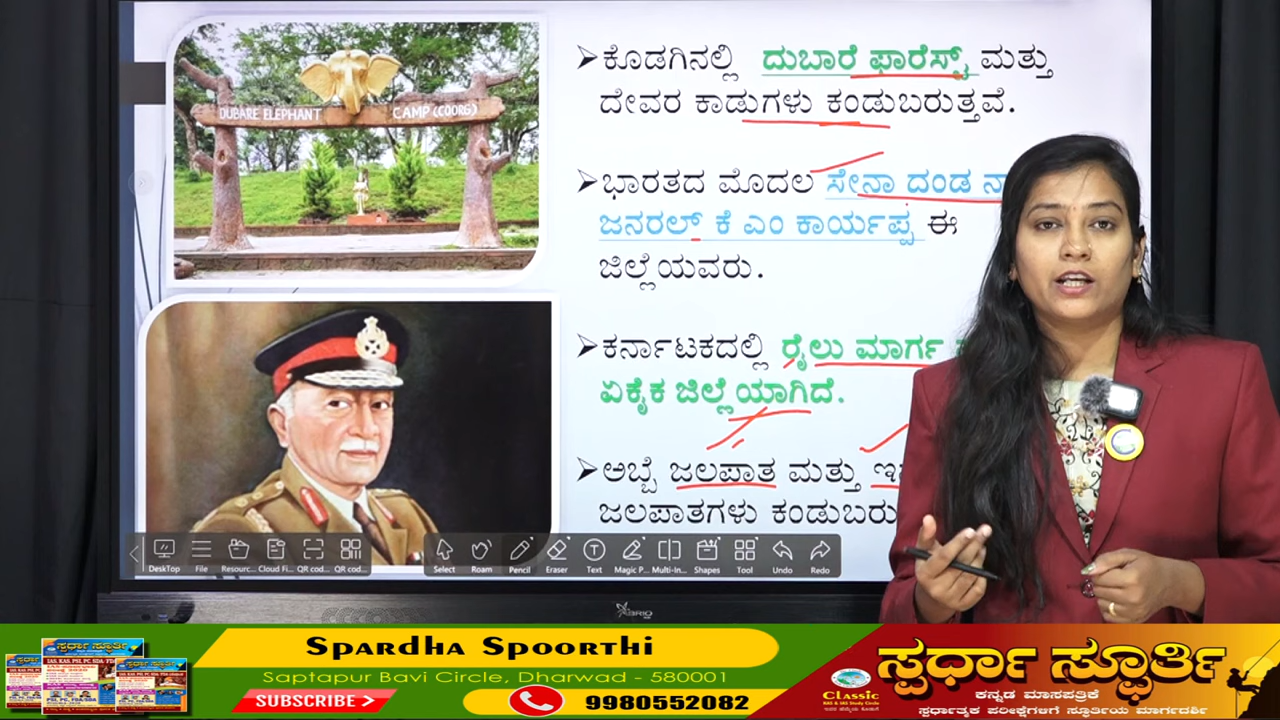 DUBARE ELEPHANT CAMP (COORG)
➢ಕೊಡಗಿನಲ್ಲಿ ದುಬಾರೆ ಫಾರೆಸ್ಟ್ ಮತ್ತು
ದೇವರ ಕಾಡುಗಳು ಕಂಡುಬರುತ್ತವೆ.
➢ಭಾರತದ ಮೊದಲ ಸೇನಾ ದಂಡ
ಜನರಲ್ ಕೆ ಎಂ ಕಾರ್ಯಪ್ಪ ಈ
ಜಿಲ್ಲೆಯವರು.
➢ಕರ್ನಾಟಕದಲ್ಲಿ ರೈಲು ಮಾರ್ಗ
ಏಕೈಕ ಜಿಲ್ಲೆಯಾಗಿದೆ.
➢ಅಬ್ಬೆ ಜಲಪಾತ ಮತ್ತು
ಜಲಪಾತಗಳು ಕಂಡುಬರು
DeskTop File Resourc... Cloud Fi... QR cod... QR cod... Select Roam Pencil Eraser Text Magic P... Multi-In... Shapes Tool Undo Redo
Spardha Spoorthi
Saptapur Bavi Circle, Dharwad - 580001
SUBSCRIBE
9980552082
ಸ್ಪರ್ಧಾ ಸ್ಫೂರ್ತಿ
Classic
ಕನ್ನಡ ಮಾಸಪತ್ರಿಕೆ
ಸ್ಪರ್ಧಾತ್ಮಕ ಪರೀಕ್ಷೆಗಳಿಗೆ ಸ್ಫೂರ್ತಿಯ ಮಾರ್ಗದರ್ಶಿ